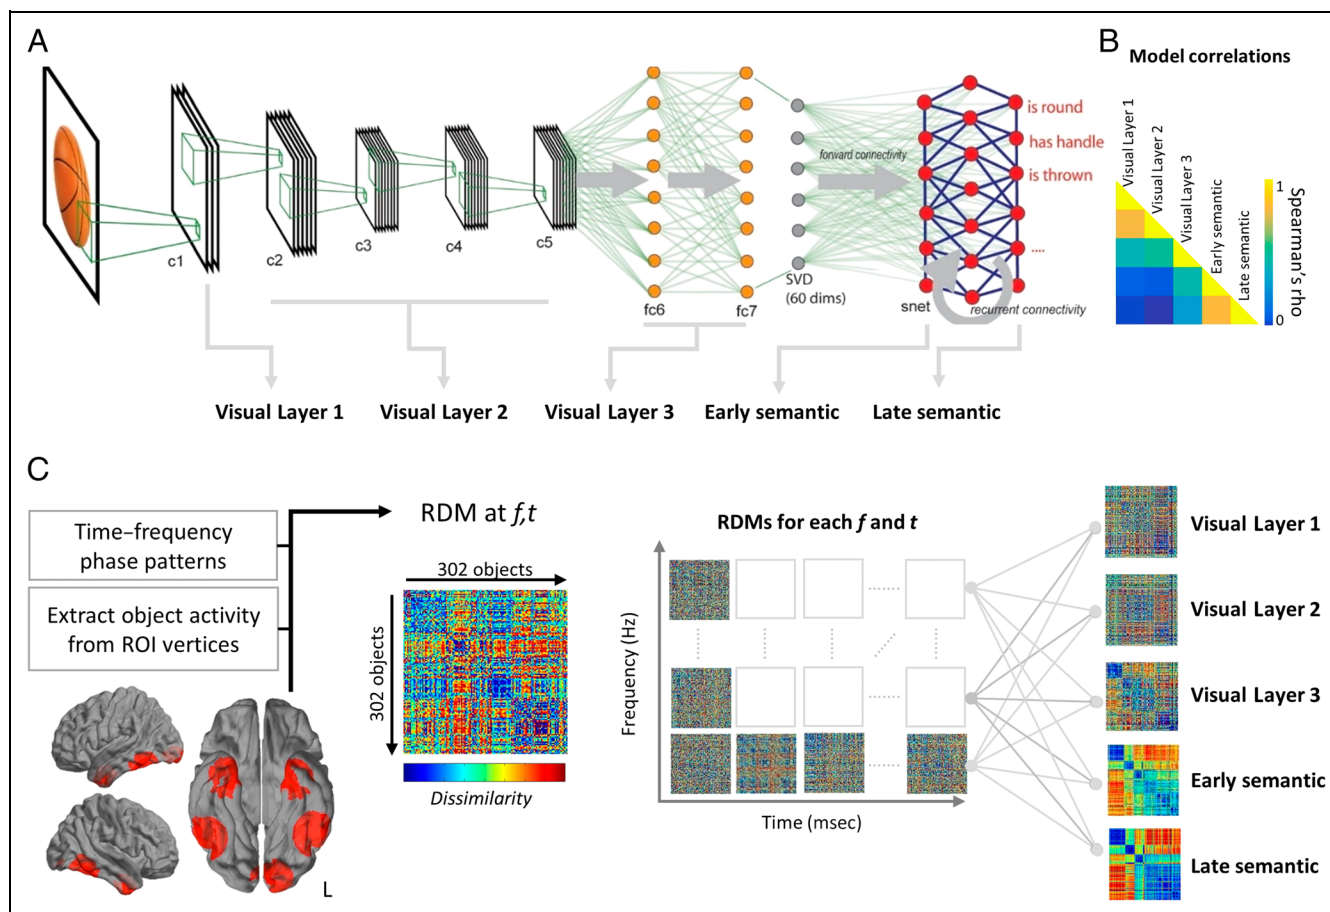 A
c1
c2
c3
c4
c5
fc6
fc7
SVD
(60 dims)
forward connectivity
snet
recurrent connectivity
is round
has handle
is thrown
....
Visual Layer 1
Visual Layer 2
Visual Layer 3
Early semantic
Late semantic
B
Model correlations
Visual Layer 1
Visual Layer 2
Visual Layer 3
Early semantic
Late semantic
1
0
Spearman's rho
C
Time–frequency
phase patterns
Extract object activity
from ROI vertices
L
RDM at f,t
302 objects
302 objects
Dissimilarity
RDMs for each f and t
Frequency (Hz)
Time (msec)
Visual Layer 1
Visual Layer 2
Visual Layer 3
Early semantic
Late semantic